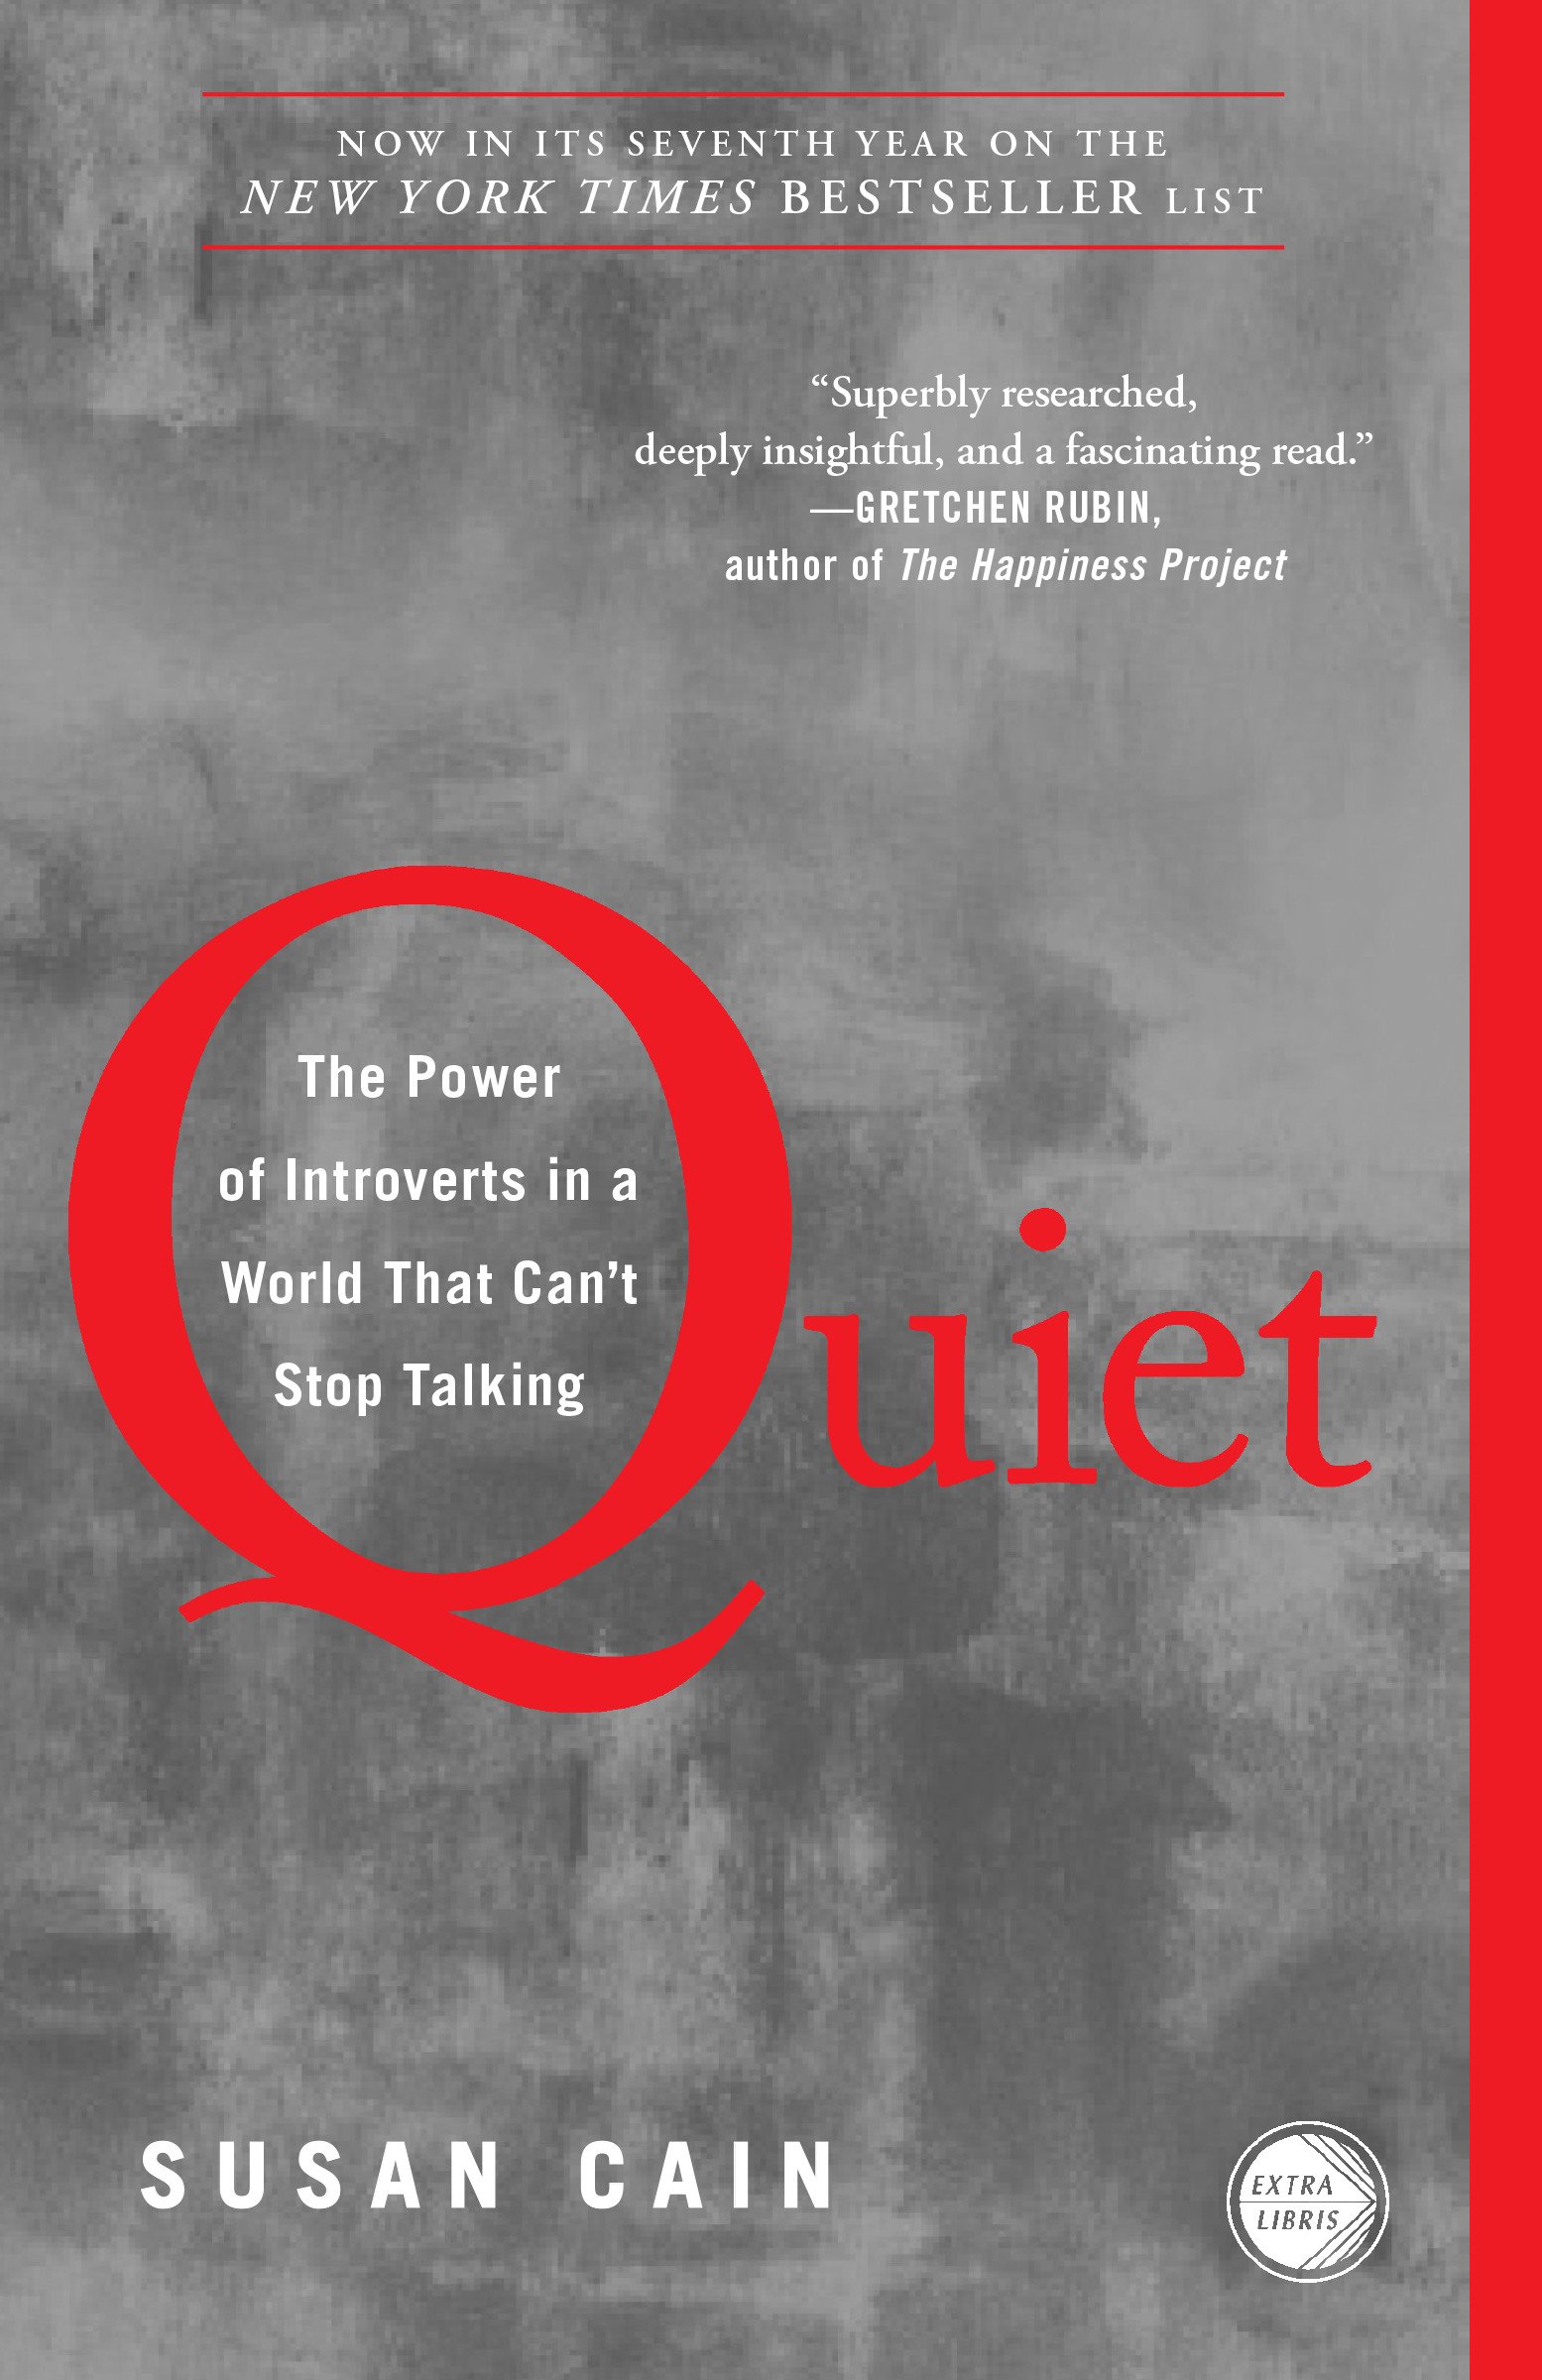 NOW IN ITS SEVENTH YEAR ON THE
NEW YORK TIMES BESTSELLER LIST
“Superbly researched,
deeply insightful, and a fascinating read.”
—GRETCHEN RUBIN,
author of The Happiness Project
Quiet
The Power
of Introverts in a
World That Can’t
Stop Talking
SUSAN CAIN
EXTRA
LIBRIS